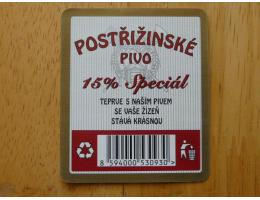 POSTŘIŽINSKÉ
PIVO
15% Speciál
TEPRVE S NAŠÍM PIVEM
SE VAŠE ŽÍZEŇ
STÁVÁ KRÁSNOU
8 594000 530930 >